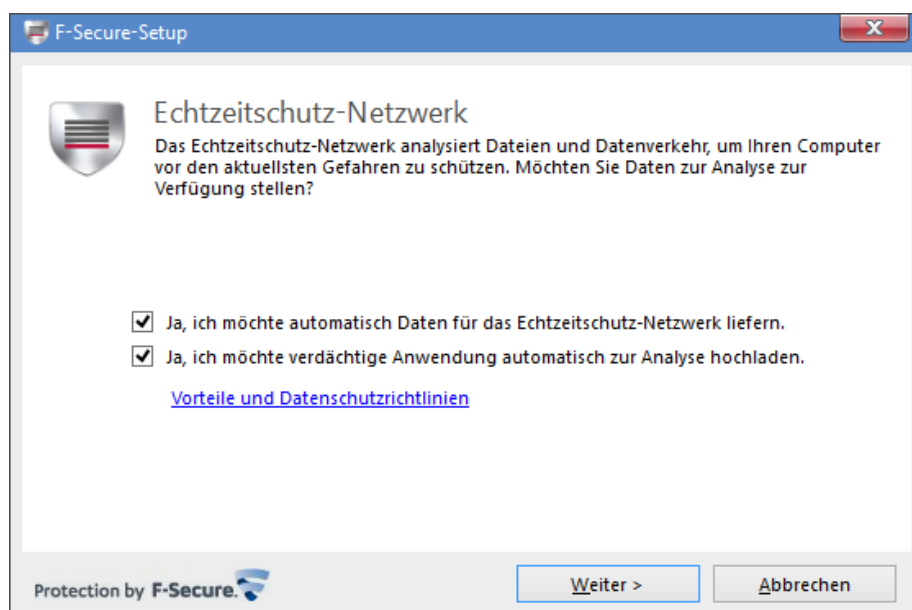 F-Secure-Setup
Echtzeitschutz-Netzwerk
Das Echtzeitschutz-Netzwerk analysiert Dateien und Datenverkehr, um Ihren Computer
vor den aktuellsten Gefahren zu schützen. Möchten Sie Daten zur Analyse zur
Verfügung stellen?
Ja, ich möchte automatisch Daten für das Echtzeitschutz-Netzwerk liefern.
Ja, ich möchte verdächtige Anwendung automatisch zur Analyse hochladen.
Vorteile und Datenschutzrichtlinien
Protection by F-Secure.
Weiter >
Abbrechen